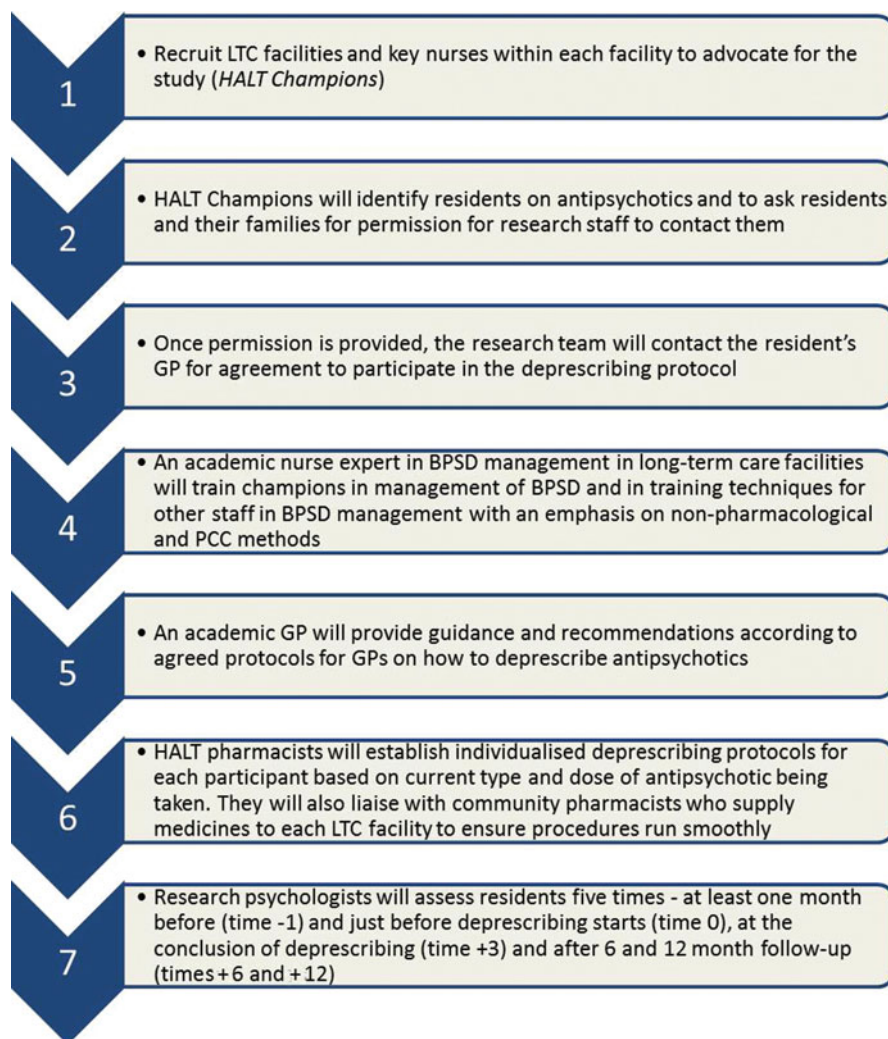 1
• Recruit LTC facilities and key nurses within each facility to advocate for the
study (HALT Champions)
2
• HALT Champions will identify residents on antipsychotics and to ask residents
and their families for permission for research staff to contact them
3
• Once permission is provided, the research team will contact the resident's
GP for agreement to participate in the deprescribing protocol
4
• An academic nurse expert in BPSD management in long-term care facilities
will train champions in management of BPSD and in training techniques for
other staff in BPSD management with an emphasis on non-pharmacological
and PCC methods
5
• An academic GP will provide guidance and recommendations according to
agreed protocols for GPs on how to deprescribe antipsychotics
6
• HALT pharmacists will establish individualised deprescribing protocols for
each participant based on current type and dose of antipsychotic being
taken. They will also liaise with community pharmacists who supply
medicines to each LTC facility to ensure procedures run smoothly
7
• Research psychologists will assess residents five times - at least one month
before (time -1) and just before deprescribing starts (time 0), at the
conclusion of deprescribing (time +3) and after 6 and 12 month follow-up
(times + 6 and + 12)